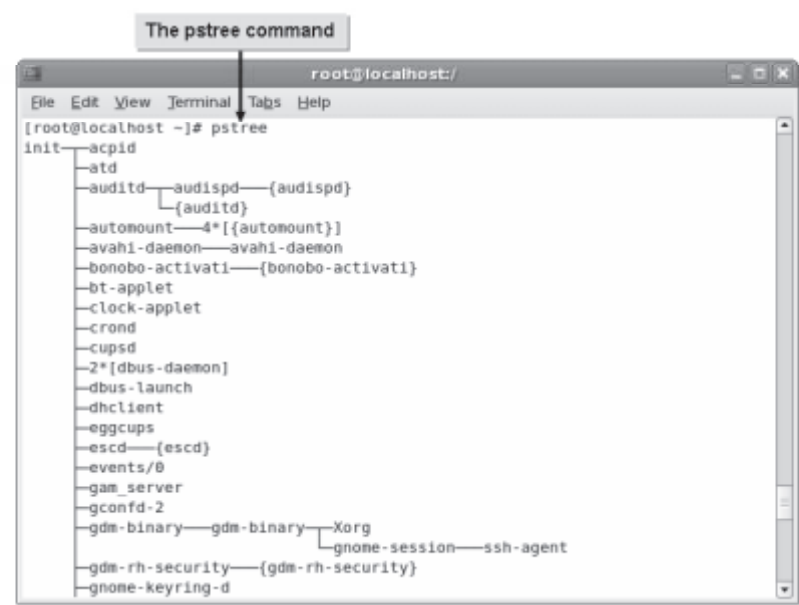 The pstree command
root@localhost:/
File Edit View Terminal Tabs Help
[root@localhost ~]# pstree
init─┬─acpid
     ├─atd
     ├─auditd─┬─audispd───{audispd}
     │        └─{auditd}
     ├─automount───4*[{automount}]
     ├─avahi-daemon───avahi-daemon
     ├─bonobo-activati───{bonobo-activati}
     ├─bt-applet
     ├─clock-applet
     ├─crond
     ├─cupsd
     ├─2*[dbus-daemon]
     ├─dbus-launch
     ├─dhclient
     ├─eggcups
     ├─escd───{escd}
     ├─events/0
     ├─gam_server
     ├─gconfd-2
     ├─gdm-binary───gdm-binary─┬─Xorg
     │                         └─gnome-session───ssh-agent
     ├─gdm-rh-security───{gdm-rh-security}
     ├─gnome-keyring-d